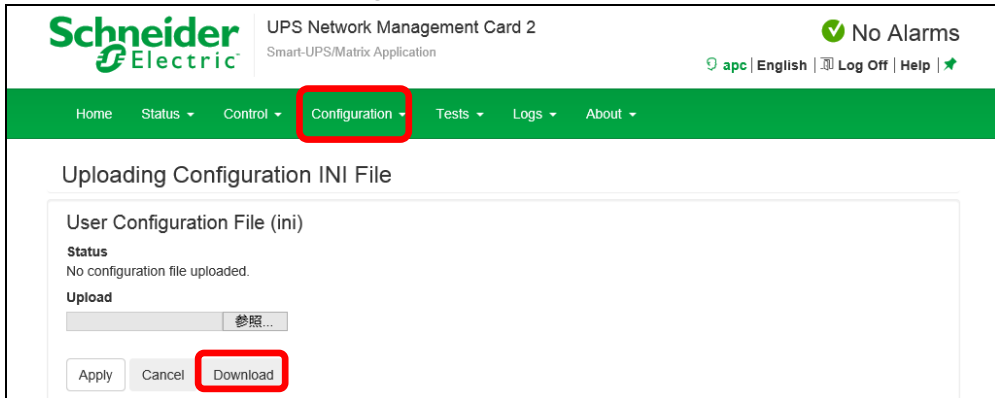 Schneider Electric
UPS Network Management Card 2
Smart-UPS/Matrix Application
No Alarms
apc | English | Log Off | Help |
Home Status Control Configuration Tests Logs About
Uploading Configuration INI File
User Configuration File (ini)
Status
No configuration file uploaded.
Upload
参照...
Apply Cancel Download